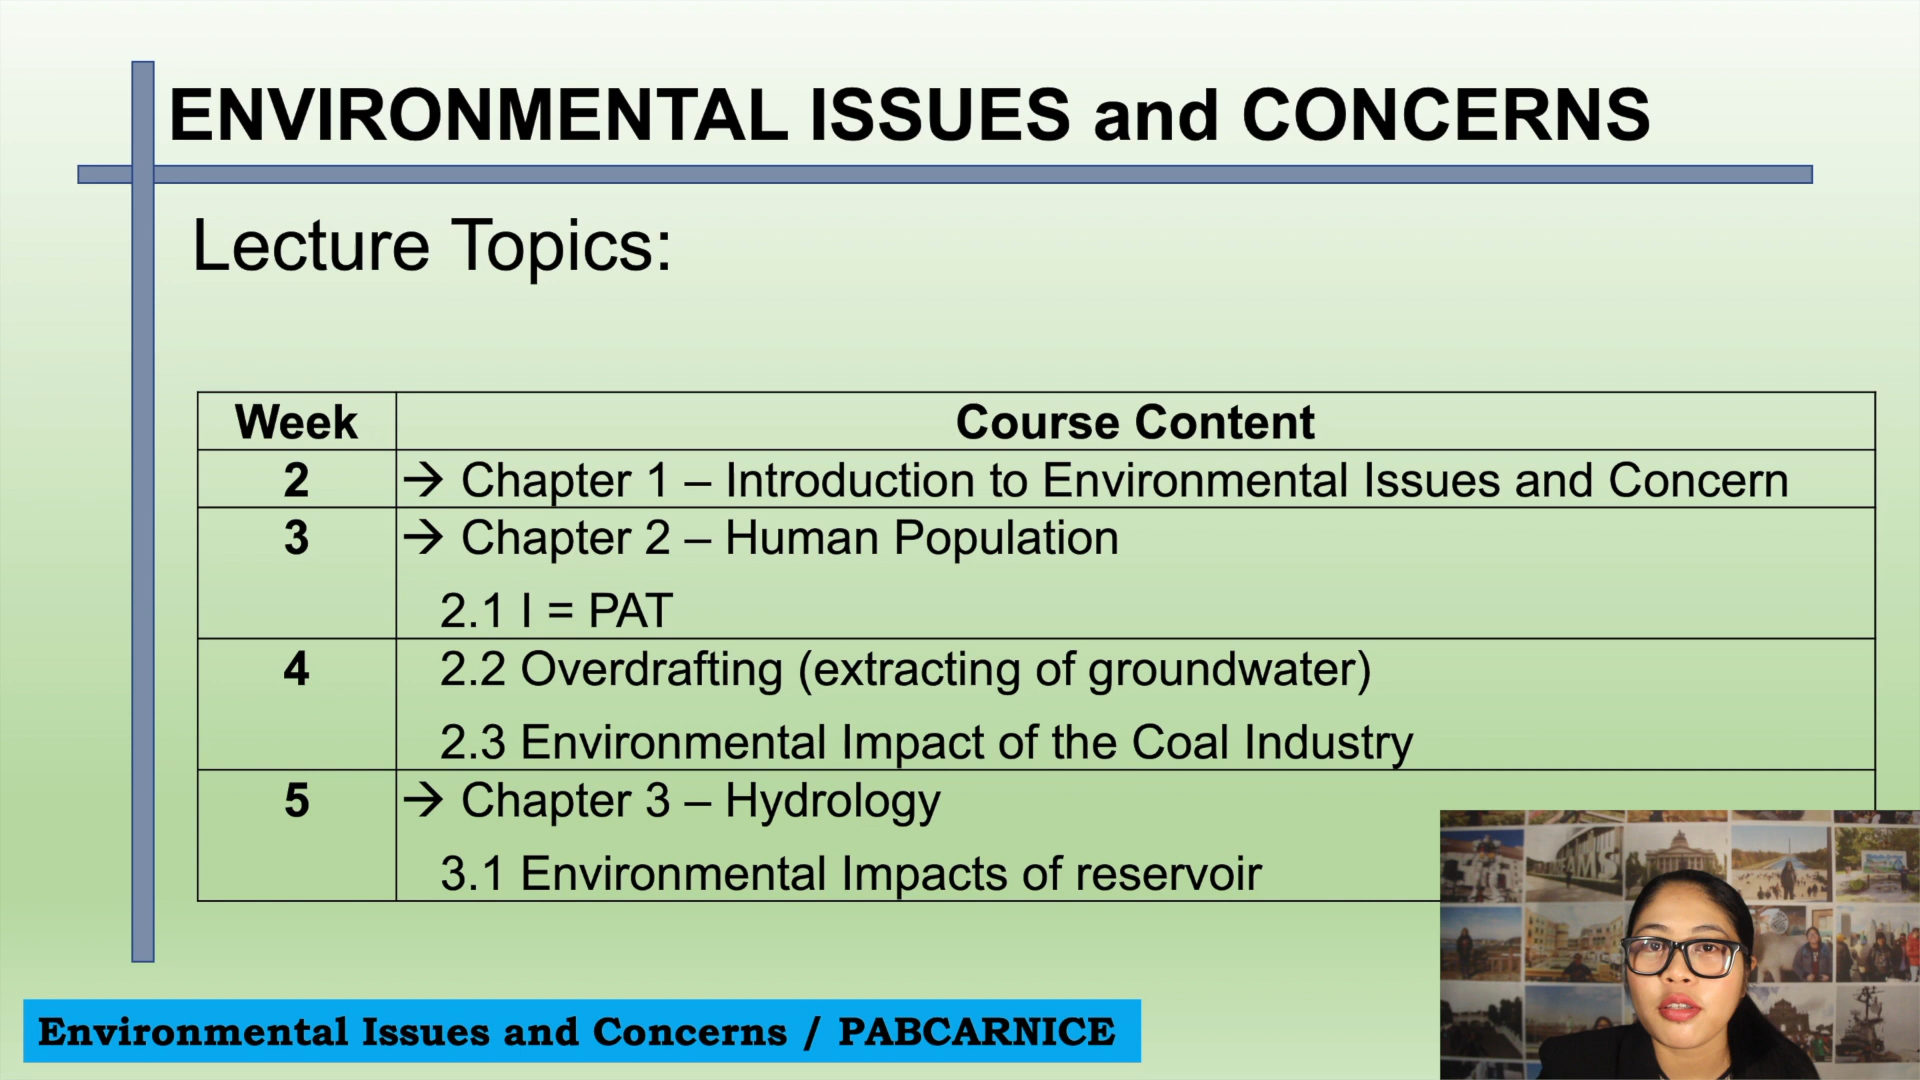 ENVIRONMENTAL ISSUES and CONCERNS
Lecture Topics:
Week Course Content
2 → Chapter 1 – Introduction to Environmental Issues and Concern
3 → Chapter 2 – Human Population
2.1 I = PAT
4 2.2 Overdrafting (extracting of groundwater)
2.3 Environmental Impact of the Coal Industry
5 → Chapter 3 – Hydrology
3.1 Environmental Impacts of reservoir
Environmental Issues and Concerns / PABCARNICE